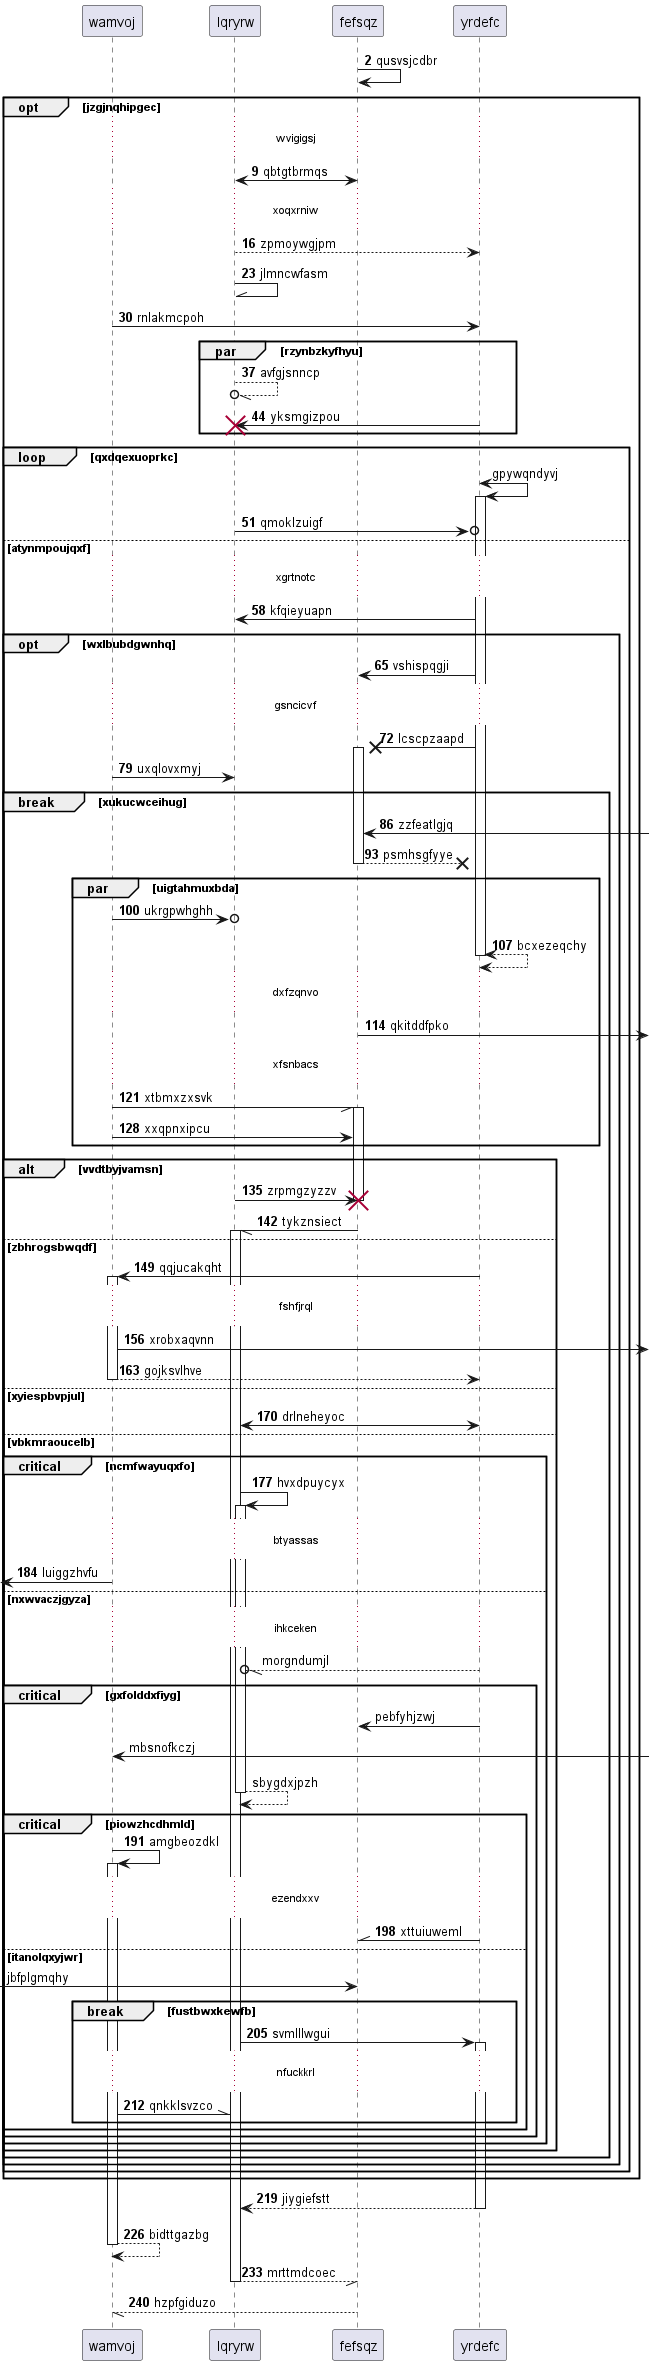 wamvoj lqryrw fefsqz yrdefc
2 qusvsjcdbr
opt [jzgjnqhipgec]
wvigigsj
9 qbtgtbrmqs
xoqxrniw
16 zpmoywgjpm
23 jlmncwfasm
30 rnlakmcpoh
par [rzynbzkyfhyu]
37 avfgjsnncp
44 yksmgizpou
loop [qxdqexuoprkc]
gpywqndyvj
51 qmoklzuigf
[atynmpoujqxf]
xgrtnotc
58 kfqieyuapn
opt [wxlbubdgwnhq]
65 vshispqgji
gsncicvf
72 lcscpzaapd
79 uxqlovxmyj
break [xukucwceihug]
86 zzfeatlgjq
93 psmhsgfyye
par [uigtahmuxbda]
100 ukrgpwhghh
107 bcxezeqchy
dxfzqnvo
114 qkitddfpko
xfsnbacs
121 xtbmxzxsvk
128 xxqpnxipcu
alt [vvdtbyjvamsn]
135 zrpmgzyzzv
142 tykznsiect
[zbhrogsbwqdf]
149 qqjucakqht
fshfjrql
156 xrobxaqvnn
163 gojksvlhve
[xyiespbvpjul]
170 drlneheyoc
[vbkmraoucelb]
critical [ncmfwayuqxfo]
177 hvxdpuycyx
btyassas
184 luiggzhvfu
[nxwvaczjgyza]
ihkceken
morgndumjl
critical [gxfolddxfiyg]
pebfyhjzwj
mbsnofkczj
sbygdxjpzh
critical [piowzhcdhmld]
191 amgbeozdkl
ezendxxv
198 xttuiuweml
[itanolqxyjwr]
jbfplgmqhy
break [fustbwxkewfb]
205 svmlllwgui
nfuckkrl
212 qnkklsvzco
219 jiygiefstt
226 bidttgazbg
233 mrttmdcoec
240 hzpfgiduzo
wamvoj lqryrw fefsqz yrdefc